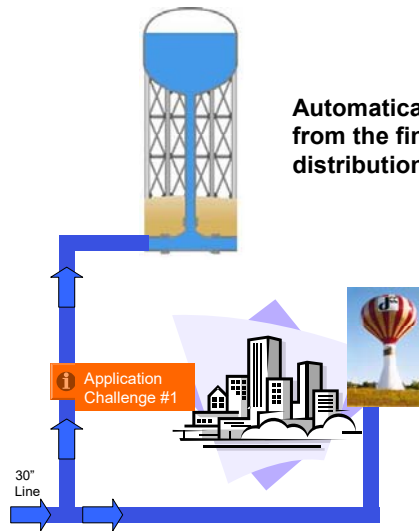 Automatica
from the fir
distribution
Application
Challenge #1
30"
Line